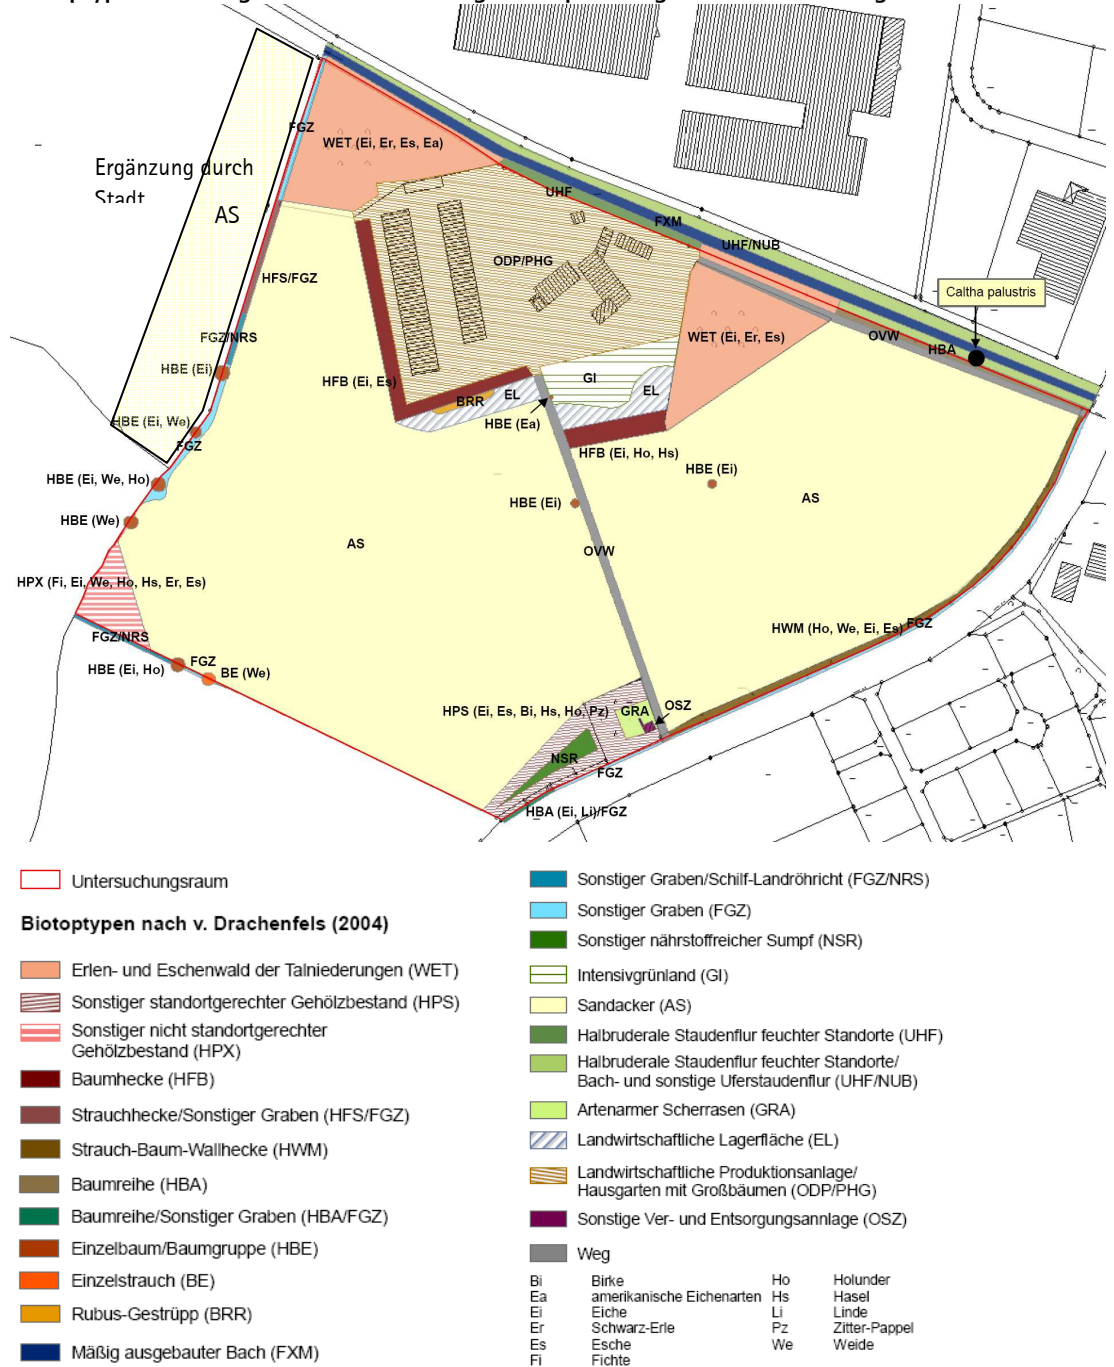 FGZ
WET (Ei, Er, Es, Ea)
Ergänzung durch
Stadt
AS
UHF
FXM
UHF/NUB
ODP/PHG
HFS/FGZ
Caltha palustris
FGZ/NRS
WET (Ei, Er, Es)
OVW
HBA
HBE (Ei)
HFB (Ei, Es)
GI
EL
EL
BRR
HBE (Ei, We)
HBE (Ea)
FGZ
HFB (Ei, Ho, Hs)
HBE (Ei, We, Ho)
HBE (Ei)
HBE (Ei)
AS
HBE (We)
AS
OVW
HPX (Fi, Ei, We, Ho, Hs, Er, Es)
FGZ/NRS
HWM (Ho, We, Ei, Es)
FGZ
HBE (Ei, Ho)
FGZ
BE (We)
HPS (Ei, Es, Bi, Hs, Ho, Pz)
GRA
OSZ
NSR
FGZ
HBA (Ei, Li)/FGZ
Untersuchungsraum
Biotoptypen nach v. Drachenfels (2004)
Erlen- und Eschenwald der Talniederungen (WET)
Sonstiger standortgerechter Gehölzbestand (HPS)
Sonstiger nicht standortgerechter
Gehölzbestand (HPX)
Baumhecke (HFB)
Strauchhecke/Sonstiger Graben (HFS/FGZ)
Strauch-Baum-Wallhecke (HWM)
Baumreihe (HBA)
Baumreihe/Sonstiger Graben (HBA/FGZ)
Einzelbaum/Baumgruppe (HBE)
Einzelstrauch (BE)
Rubus-Gestrüpp (BRR)
Mäßig ausgebauter Bach (FXM)
Sonstiger Graben/Schilf-Landröhricht (FGZ/NRS)
Sonstiger Graben (FGZ)
Sonstiger nährstoffreicher Sumpf (NSR)
Intensivgrünland (GI)
Sandacker (AS)
Halbruderale Staudenflur feuchter Standorte (UHF)
Halbruderale Staudenflur feuchter Standorte/
Bach- und sonstige Uferstaudenflur (UHF/NUB)
Artenarmer Scherrasen (GRA)
Landwirtschaftliche Lagerfläche (EL)
Landwirtschaftliche Produktionsanlage/
Hausgarten mit Großbäumen (ODP/PHG)
Sonstige Ver- und Entsorgungsannlage (OSZ)
Weg
Bi Birke Ho Holunder
Ea amerikanische Eichenarten Hs Hasel
Ei Eiche Li Linde
Er Schwarz-Erle Pz Zitter-Pappel
Es Esche We Weide
Fi Fichte